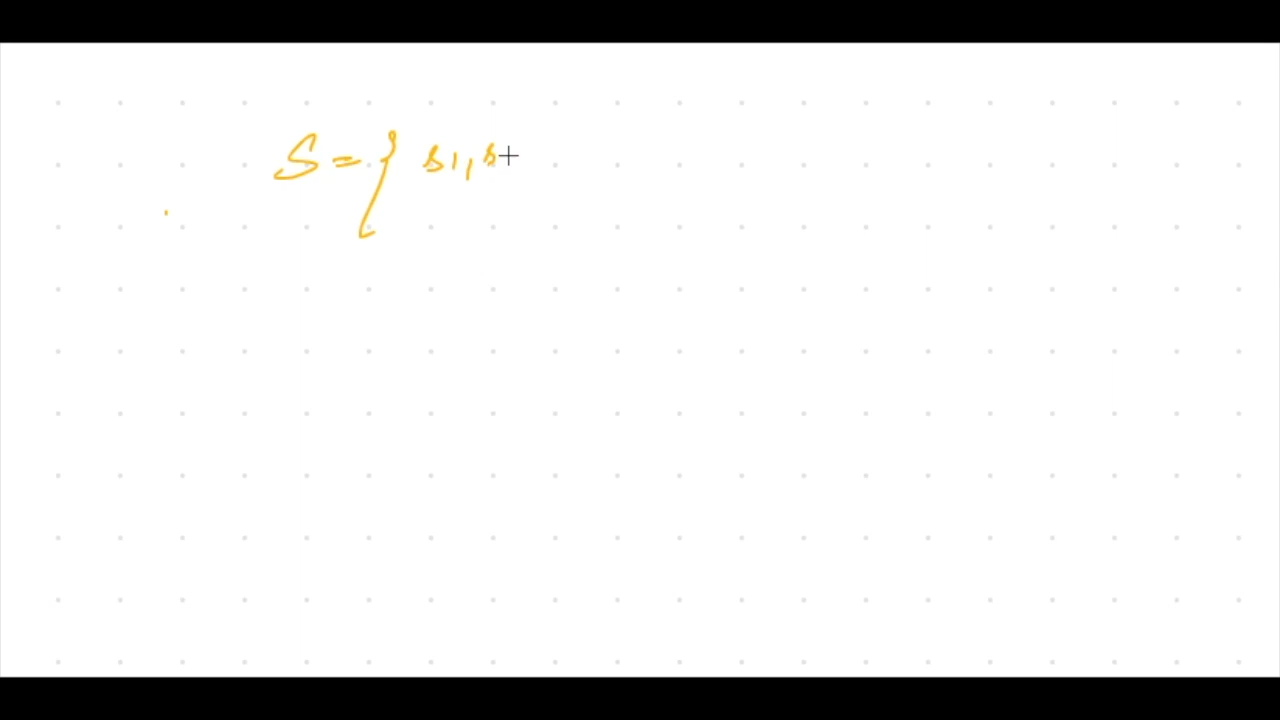 S = { s1, s